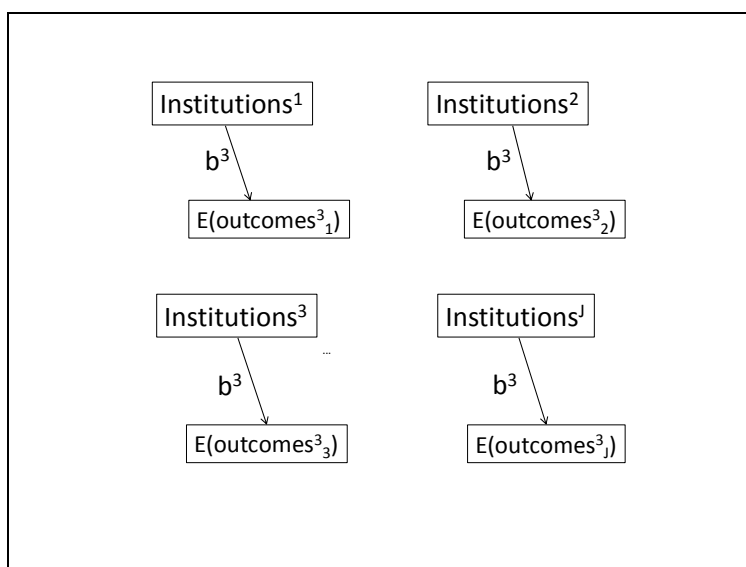 Institutions¹
Institutions²
b³
b³
E(outcomes³₁)
E(outcomes³₂)
Institutions³
Institutionsᴶ
...
b³
b³
E(outcomes³₃)
E(outcomes³ⱼ)